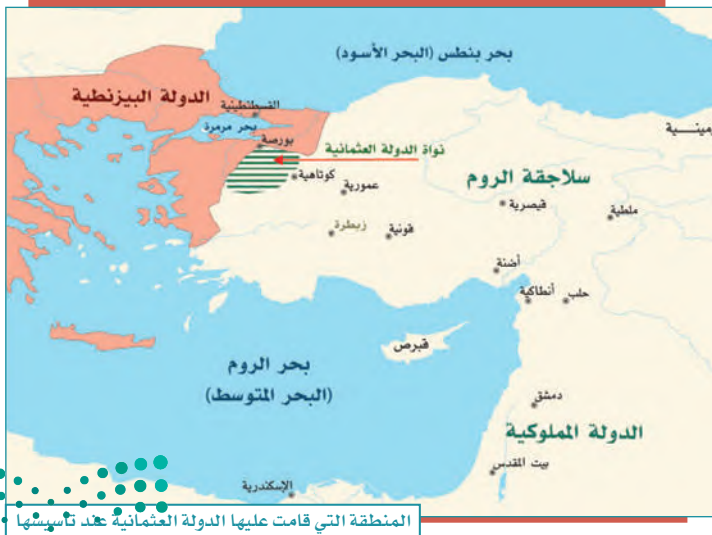 بحر بنطس (البحر الأسود)
الدولة البيزنطية
القسطنطينية
بحر مرمرة
بورصة
نواة الدولة العثمانية
كوتاهية
عمورية
سلاجقة الروم
قيصرية
ملطية
زبطرة
قونية
أضنة
أنطاكية
حلب
قبرص
بحر الروم
(البحر المتوسط)
دمشق
الدولة المملوكية
بيت المقدس
الإسكندرية
المنطقة التي قامت عليها الدولة العثمانية عند تأسيسها